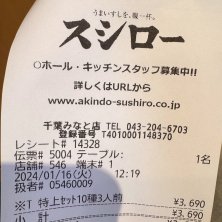 うまいすしを、腹一杯。
スシロー
○ホール・キッチンスタッフ募集中!!
詳しくはURLから
www.akindo-sushiro.co.jp
千葉みなと店 TEL 043-204-6703
登録番号 T4010001148370
レシート# 14328
伝票# 5004 テーブル: 1名
店舗# 546 端末# 1
2024/01/16(火) 12:19
扱者# 05460009
※T 特上セット10種3人前 ¥3,690
小計 ¥3,690